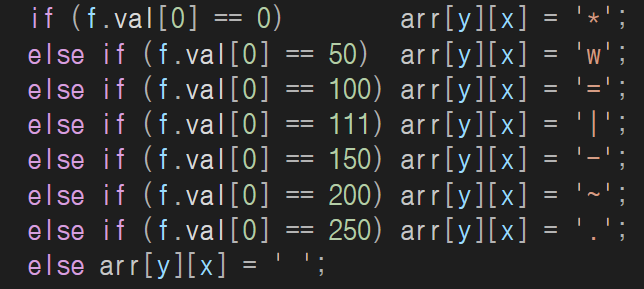 if (f.val[0] == 0)        arr[y][x] = '*';
else if (f.val[0] == 50)  arr[y][x] = 'w';
else if (f.val[0] == 100) arr[y][x] = '=';
else if (f.val[0] == 111) arr[y][x] = '|';
else if (f.val[0] == 150) arr[y][x] = '-';
else if (f.val[0] == 200) arr[y][x] = '~';
else if (f.val[0] == 250) arr[y][x] = '.';
else arr[y][x] = ' ';